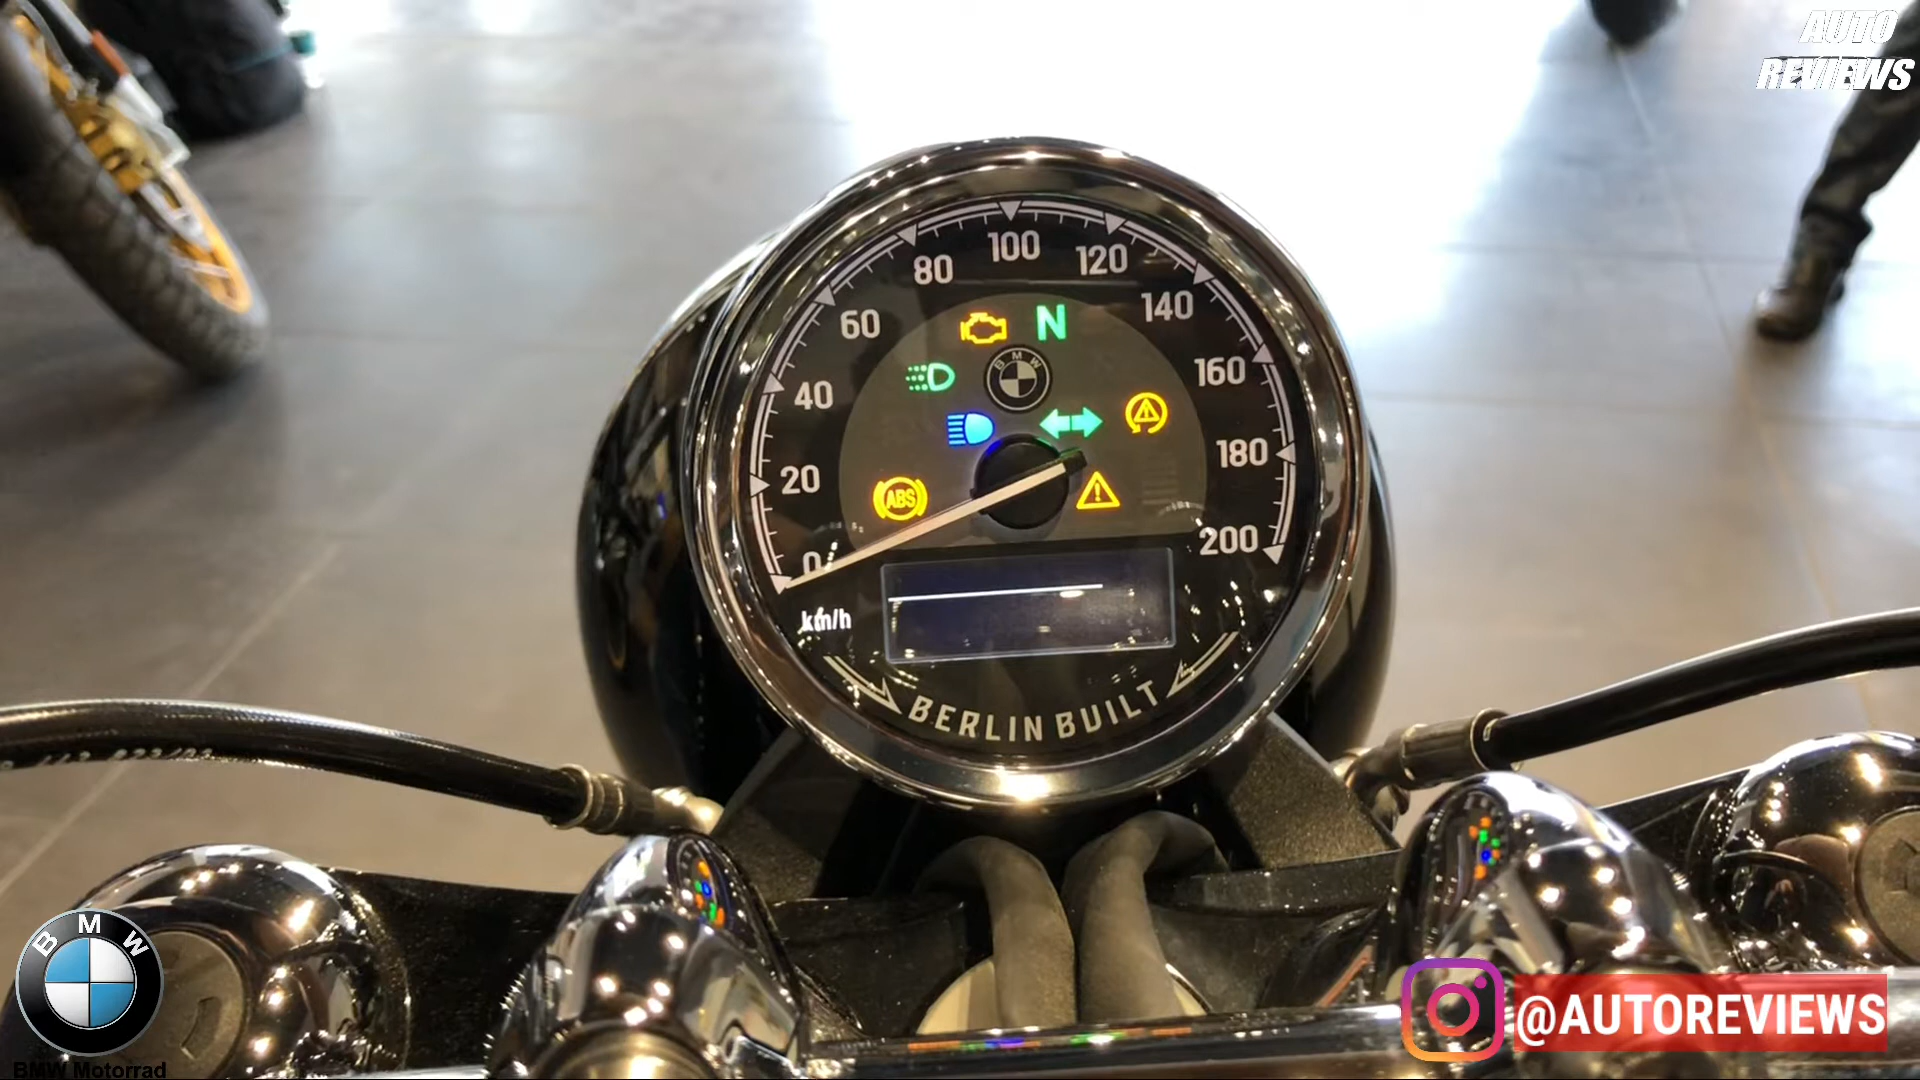 AUTO
REVIEWS
0
20
40
60
80
100
120
140
160
180
200
N
BMW
ABS
km/h
BERLIN BUILT
BMW
BMW Motorrad
@AUTOREVIEWS